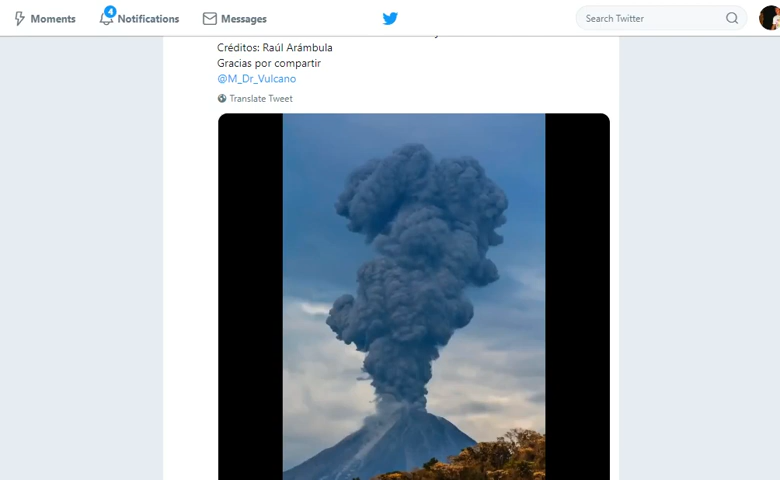 Moments
4
Notifications
Messages
Search Twitter
Créditos: Raúl Arámbula
Gracias por compartir
@M_Dr_Vulcano
Translate Tweet